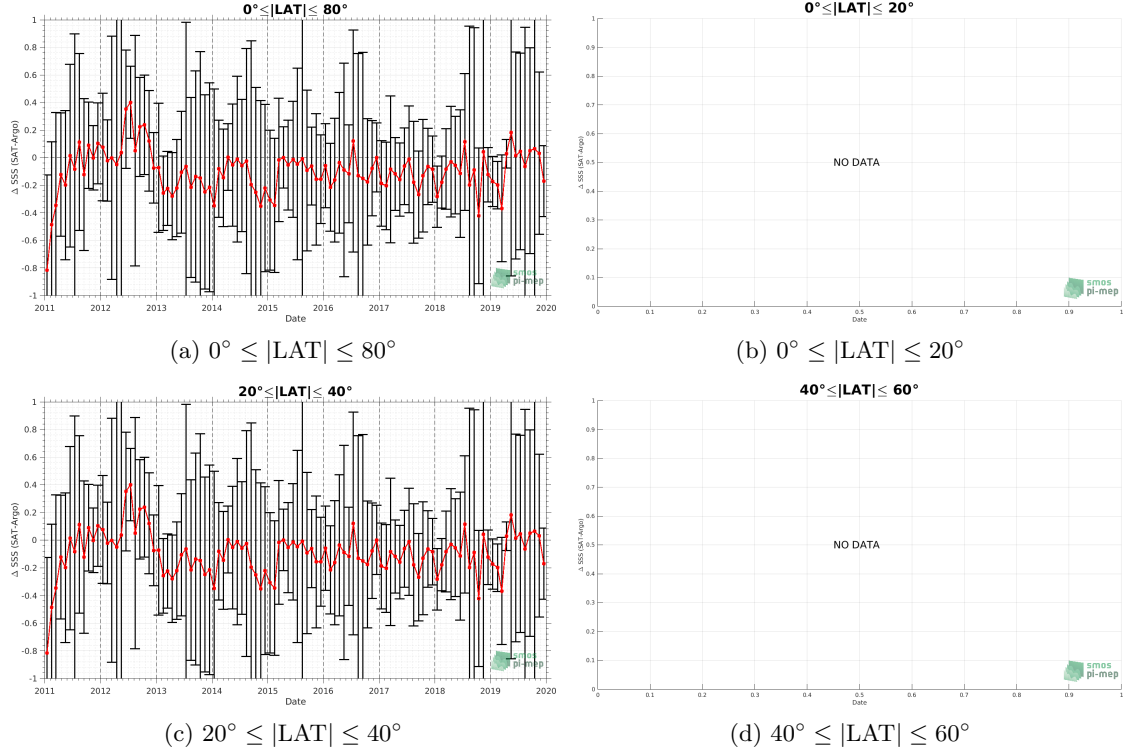 0°≤|LAT|≤ 80°
Δ SSS (SAT-Argo)
1
0.8
0.6
0.4
0.2
0
-0.2
-0.4
-0.6
-0.8
-1
2011 2012 2013 2014 2015 2016 2017 2018 2019 2020
Date
smos
pi-mep
(a) 0° ≤ |LAT| ≤ 80°
0°≤|LAT|≤ 20°
Δ SSS (SAT-Argo)
1
0.9
0.8
0.7
0.6
0.5
0.4
0.3
0.2
0.1
0
NO DATA
0 0.1 0.2 0.3 0.4 0.5 0.6 0.7 0.8 0.9 1
Date
smos
pi-mep
(b) 0° ≤ |LAT| ≤ 20°
20°≤|LAT|≤ 40°
Δ SSS (SAT-Argo)
1
0.8
0.6
0.4
0.2
0
-0.2
-0.4
-0.6
-0.8
-1
2011 2012 2013 2014 2015 2016 2017 2018 2019 2020
Date
smos
pi-mep
(c) 20° ≤ |LAT| ≤ 40°
40°≤|LAT|≤ 60°
Δ SSS (SAT-Argo)
1
0.9
0.8
0.7
0.6
0.5
0.4
0.3
0.2
0.1
0
NO DATA
0 0.1 0.2 0.3 0.4 0.5 0.6 0.7 0.8 0.9 1
Date
smos
pi-mep
(d) 40° ≤ |LAT| ≤ 60°